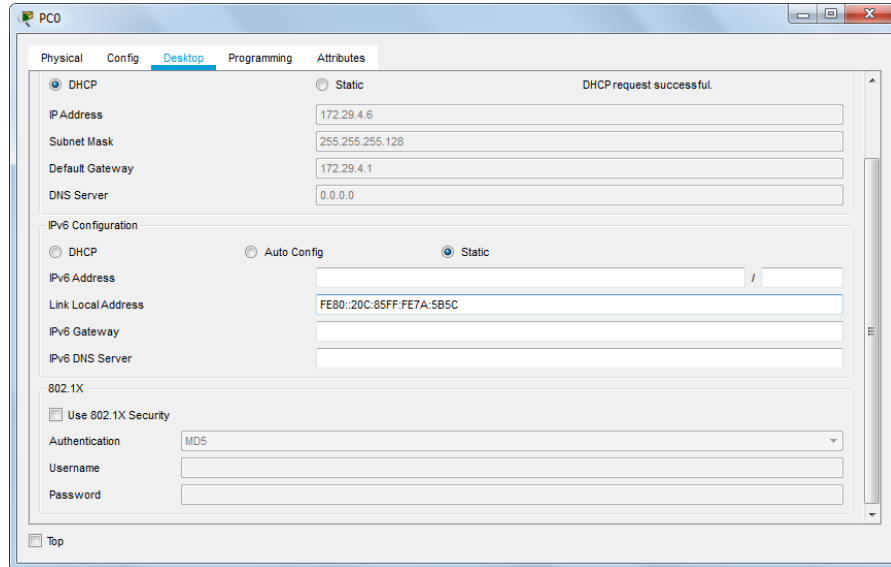 PC0
Physical Config Desktop Programming Attributes
DHCP Static DHCP request successful.
IP Address 172.29.4.6
Subnet Mask 255.255.255.128
Default Gateway 172.29.4.1
DNS Server 0.0.0.0
IPv6 Configuration
DHCP Auto Config Static
IPv6 Address /
Link Local Address FE80::20C:85FF:FE7A:5B5C
IPv6 Gateway
IPv6 DNS Server
802.1X
Use 802.1X Security
Authentication MD5
Username
Password
Top